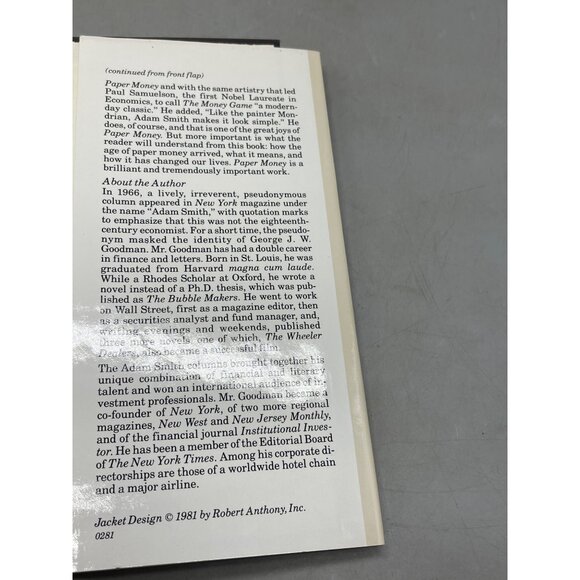 (continued from front flap)
Paper Money and with the same artistry that led
Paul Samuelson, the first Nobel Laureate in
Economics, to call The Money Game “a modern-
day classic.” He added, “Like the painter Mon-
drian, Adam Smith makes it look simple.” He
does, of course, and that is one of the great joys of
Paper Money. But more important is what the
reader will understand from this book: how the
age of paper money arrived, what it means, and
how it has changed our lives. Paper Money is a
brilliant and tremendously important work.
About the Author
In 1966, a lively, irreverent, pseudonymous
column appeared in New York magazine under
the name “Adam Smith,” with quotation marks
to emphasize that this was not the eighteenth-
century economist. For a short time, the pseudo-
nym masked the identity of George J. W.
Goodman. Mr. Goodman has had a double career
in finance and letters. Born in St. Louis, he was
graduated from Harvard magna cum laude.
While a Rhodes Scholar at Oxford, he wrote a
novel instead of a Ph.D. thesis, which was pub-
lished as The Bubble Makers. He went to work
on Wall Street, first as a magazine editor, then
as a securities analyst and fund manager, and,
writing evenings and weekends, published
three more novels, one of which, The Wheeler
Dealers, also became a successful film.
The Adam Smith columns brought together his
unique combination of financial and literary
talent and won an international audience of in-
vestment professionals. Mr. Goodman became a
co-founder of New York, of two more regional
magazines, New West and New Jersey Monthly,
and of the financial journal Institutional Inves-
tor. He has been a member of the Editorial Board
of The New York Times. Among his corporate di-
rectorships are those of a worldwide hotel chain
and a major airline.
Jacket Design © 1981 by Robert Anthony, Inc.
0281